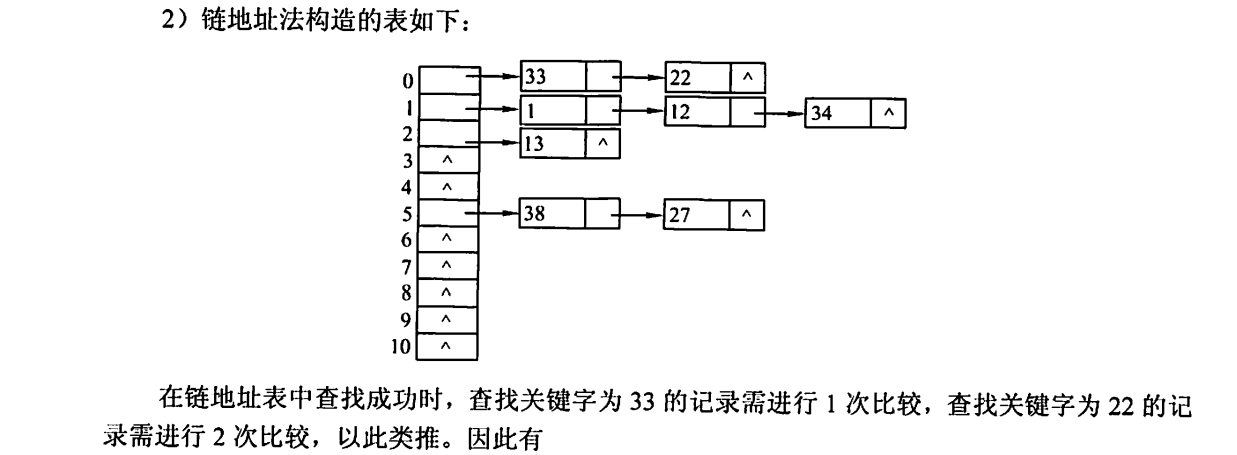 2）链地址法构造的表如下：
0 33 22 ^
1 1 12 34 ^
2 13 ^
3 ^
4 ^
5 38 27 ^
6 ^
7 ^
8 ^
9 ^
10 ^
在链地址表中查找成功时，查找关键字为 33 的记录需进行 1 次比较，查找关键字为 22 的记
录需进行 2 次比较，以此类推。因此有